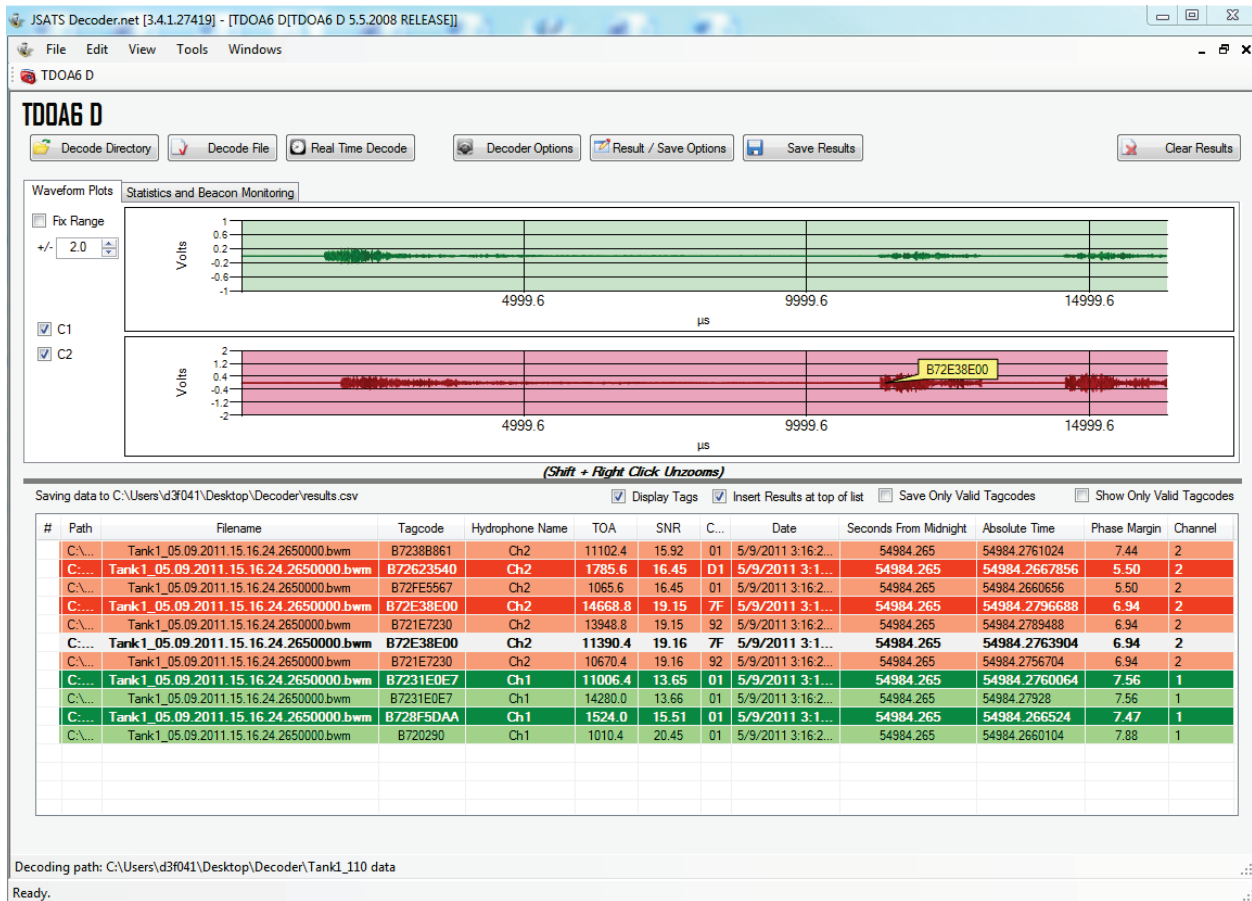 JSATS Decoder.net [3.4.1.27419] - [TDOA6 D[TDOA6 D 5.5.2008 RELEASE]]
File Edit View Tools Windows
TDOA6 D
TDOA6 D
Decode Directory Decode File Real Time Decode Decoder Options Result / Save Options Save Results Clear Results
Waveform Plots Statistics and Beacon Monitoring
Fix Range
+/- 2.0
C1
C2
Volts
1
0.6
0.2
-0.2
-0.6
-1
4999.6 9999.6 14999.6
µs
Volts
2
1.2
0.4
-0.4
-1.2
-2
B72E38E00
4999.6 9999.6 14999.6
µs
(Shift + Right Click Unzooms)
Saving data to C:\Users\d3f041\Desktop\Decoder\results.csv Display Tags Insert Results at top of list Save Only Valid Tagcodes Show Only Valid Tagcodes
# Path Filename Tagcode Hydrophone Name TOA SNR C... Date Seconds From Midnight Absolute Time Phase Margin Channel
C:\... Tank1_05.09.2011.15.16.24.2650000.bwm B7238B861 Ch2 11102.4 15.92 01 5/9/2011 3:16:2... 54984.265 54984.2761024 7.44 2
C:... Tank1_05.09.2011.15.16.24.2650000.bwm B72623540 Ch2 1785.6 16.45 D1 5/9/2011 3:1... 54984.265 54984.2667856 5.50 2
C:\... Tank1_05.09.2011.15.16.24.2650000.bwm B72FE5567 Ch2 1065.6 16.45 01 5/9/2011 3:16:2... 54984.265 54984.2660656 5.50 2
C:... Tank1_05.09.2011.15.16.24.2650000.bwm B72E38E00 Ch2 14668.8 19.15 7F 5/9/2011 3:1... 54984.265 54984.2796688 6.94 2
C:\... Tank1_05.09.2011.15.16.24.2650000.bwm B721E7230 Ch2 13948.8 19.15 92 5/9/2011 3:16:2... 54984.265 54984.2789488 6.94 2
C:... Tank1_05.09.2011.15.16.24.2650000.bwm B72E38E00 Ch2 11390.4 19.16 7F 5/9/2011 3:1... 54984.265 54984.2763904 6.94 2
C:\... Tank1_05.09.2011.15.16.24.2650000.bwm B721E7230 Ch2 10670.4 19.16 92 5/9/2011 3:16:2... 54984.265 54984.2756704 6.94 2
C:... Tank1_05.09.2011.15.16.24.2650000.bwm B7231E0E7 Ch1 11006.4 13.65 01 5/9/2011 3:1... 54984.265 54984.2760064 7.56 1
C:\... Tank1_05.09.2011.15.16.24.2650000.bwm B7231E0E7 Ch1 14280.0 13.66 01 5/9/2011 3:16:2... 54984.265 54984.27928 7.56 1
C:... Tank1_05.09.2011.15.16.24.2650000.bwm B728F5DAA Ch1 1524.0 15.51 01 5/9/2011 3:1... 54984.265 54984.266524 7.47 1
C:\... Tank1_05.09.2011.15.16.24.2650000.bwm B720290 Ch1 1010.4 20.45 01 5/9/2011 3:16:2... 54984.265 54984.2660104 7.88 1
Decoding path: C:\Users\d3f041\Desktop\Decoder\Tank1_110 data
Ready.